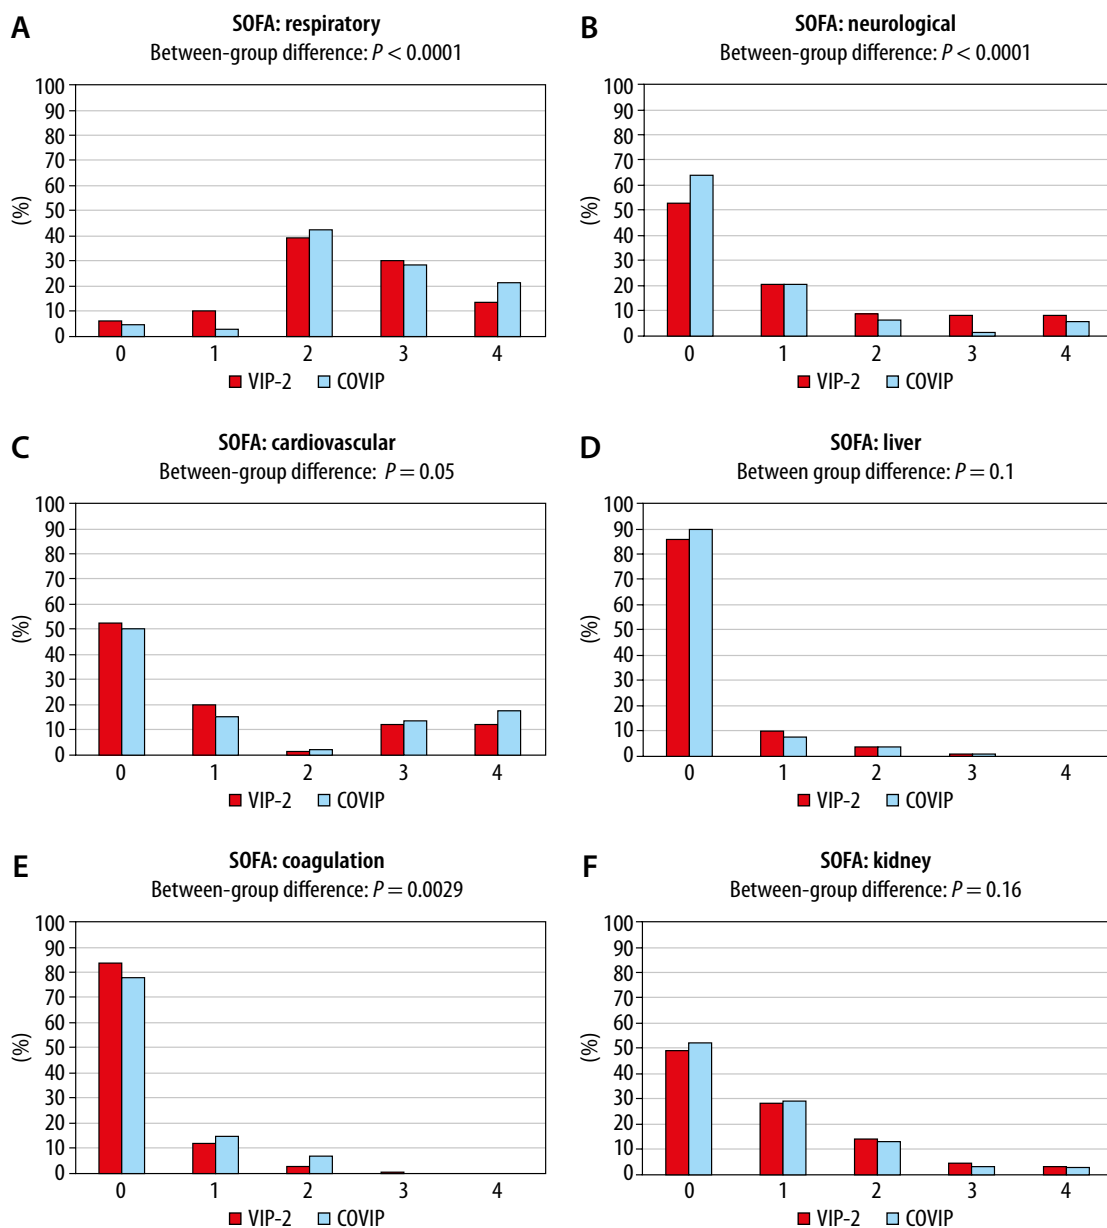 A
SOFA: respiratory
Between-group difference: P < 0.0001
100
90
80
70
60
50
40
30
20
10
0
(%)
0 1 2 3 4
VIP-2 COVIP
B
SOFA: neurological
Between-group difference: P < 0.0001
100
90
80
70
60
50
40
30
20
10
0
(%)
0 1 2 3 4
VIP-2 COVIP
C
SOFA: cardiovascular
Between-group difference: P = 0.05
100
90
80
70
60
50
40
30
20
10
0
(%)
0 1 2 3 4
VIP-2 COVIP
D
SOFA: liver
Between group difference: P = 0.1
100
90
80
70
60
50
40
30
20
10
0
(%)
0 1 2 3 4
VIP-2 COVIP
E
SOFA: coagulation
Between-group difference: P = 0.0029
100
90
80
70
60
50
40
30
20
10
0
(%)
0 1 2 3 4
VIP-2 COVIP
F
SOFA: kidney
Between-group difference: P = 0.16
100
90
80
70
60
50
40
30
20
10
0
(%)
0 1 2 3 4
VIP-2 COVIP